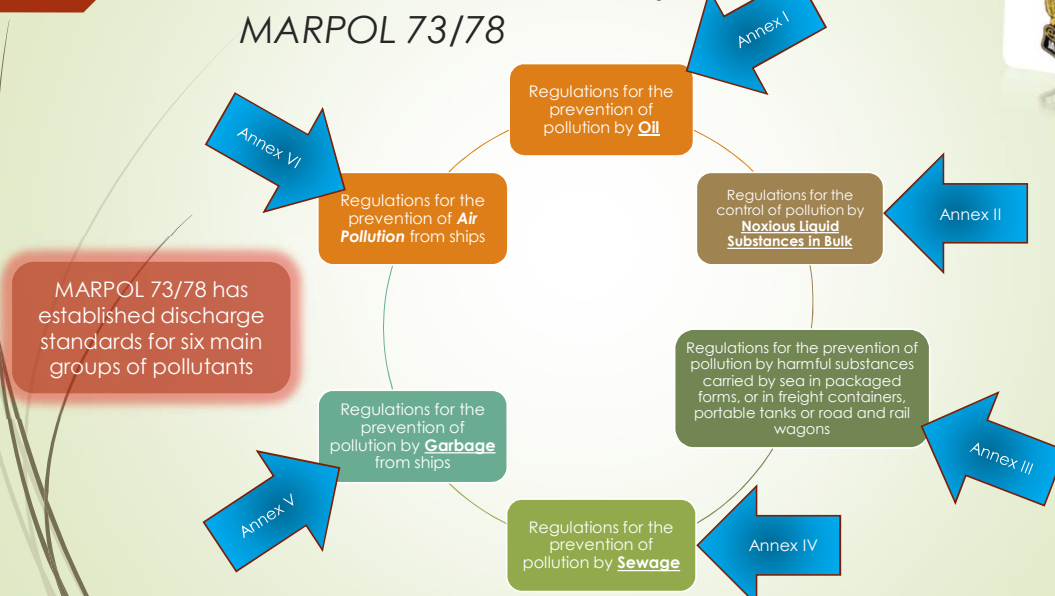 MARPOL 73/78
Annex I
Regulations for the
prevention of
pollution by Oil
Annex II
Regulations for the
control of pollution by
Noxious Liquid
Substances in Bulk
Annex III
Regulations for the prevention of
pollution by harmful substances
carried by sea in packaged
forms, or in freight containers,
portable tanks or road and rail
wagons
Annex IV
Regulations for the
prevention of
pollution by Sewage
Annex V
Regulations for the
prevention of
pollution by Garbage
from ships
Annex VI
Regulations for the
prevention of Air
Pollution from ships
MARPOL 73/78 has
established discharge
standards for six main
groups of pollutants